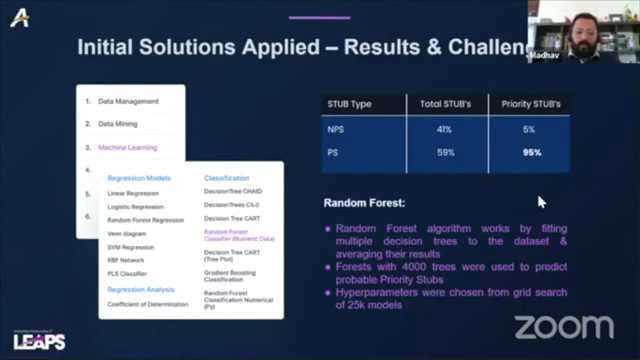 Initial Solutions Applied – Results & Challen
Madhav
1. Data Management
2. Data Mining
3. Machine Learning
4.
5.
6.
Regression Models
Linear Regression
Logistic Regression
Random Forest Regression
Venn diagram
SVM Regression
RBF Network
PLS Classifier
Regression Analysis
Coefficient of Determination
Classification
DecisionTree CHAID
DecisionTrees C5.0
DecisionTree CART
Random Forest
Classifier (Numeric Data)
Decision Tree CART
(Tree Plot)
Gradient Boosting
Classification
Random Forest
Classification Numerical
(Py)
STUB Type Total STUB's Priority STUB's
NPS 41% 5%
PS 59% 95%
Random Forest:
Random Forest algorithm works by fitting
multiple decision trees to the dataset &
averaging their results
Forests with 4000 trees were used to predict
probable Priority Stubs
Hyperparameters were chosen from grid search
of 25k models
zoom
LEAPS